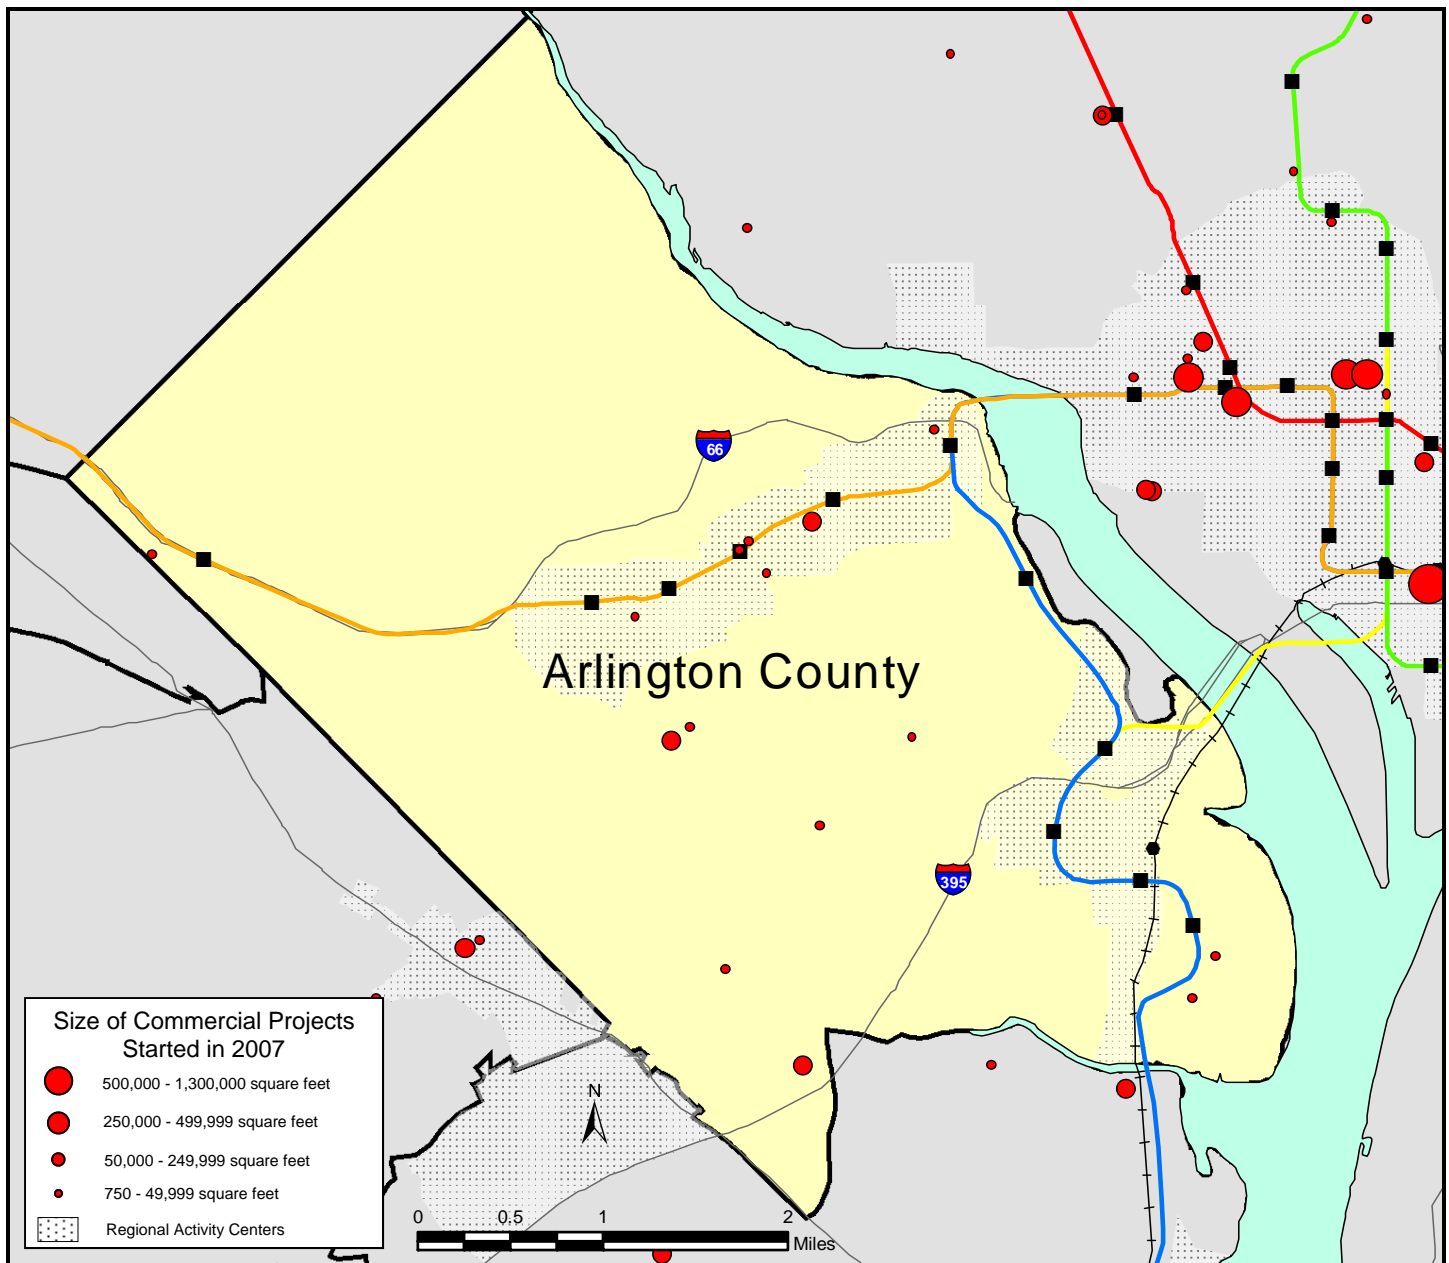 66
Arlington County
395
Size of Commercial Projects
Started in 2007
500,000 - 1,300,000 square feet
250,000 - 499,999 square feet
50,000 - 249,999 square feet
750 - 49,999 square feet
Regional Activity Centers
N
0 0.5 1 2
Miles